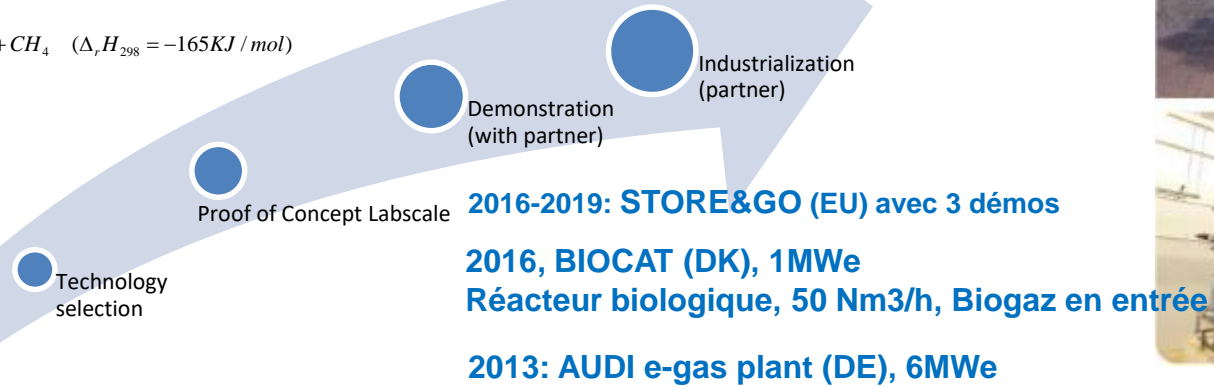 +CH₄ (ΔᵣH₂₉₈ = −165KJ / mol)
Industrialization
(partner)
Demonstration
(with partner)
Proof of Concept Labscale
Technology
selection
2016-2019: STORE&GO (EU) avec 3 démos
2016, BIOCAT (DK), 1MWe
Réacteur biologique, 50 Nm3/h, Biogaz en entrée
2013: AUDI e-gas plant (DE), 6MWe